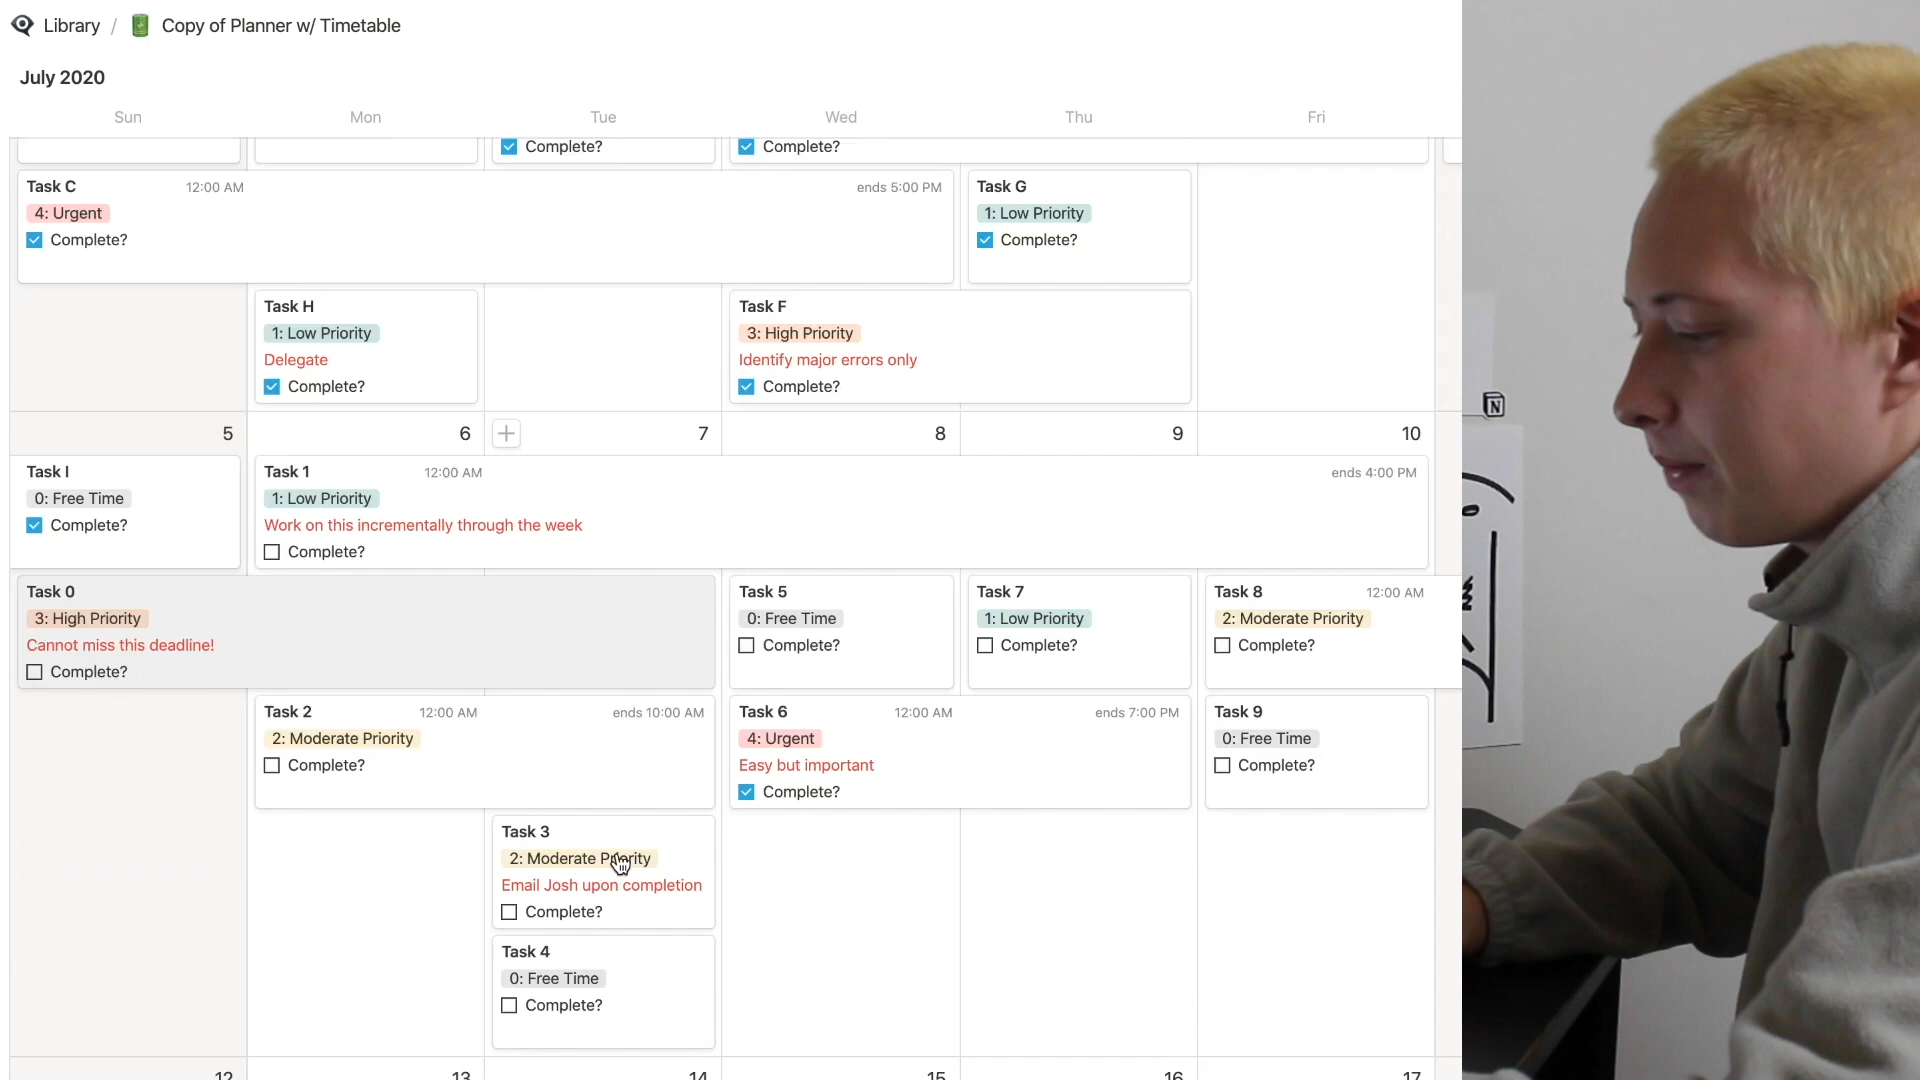 Library / Copy of Planner w/ Timetable
July 2020
Sun Mon Tue Wed Thu Fri
Complete? Complete?
Task C 12:00 AM ends 5:00 PM
4: Urgent
Complete?
Task G
1: Low Priority
Complete?
Task H
1: Low Priority
Delegate
Complete?
Task F
3: High Priority
Identify major errors only
Complete?
5 6 7 8 9 10
Task I
0: Free Time
Complete?
Task 1 12:00 AM ends 4:00 PM
1: Low Priority
Work on this incrementally through the week
Complete?
Task 0
3: High Priority
Cannot miss this deadline!
Complete?
Task 5
0: Free Time
Complete?
Task 7
1: Low Priority
Complete?
Task 8 12:00 AM
2: Moderate Priority
Complete?
Task 2 12:00 AM ends 10:00 AM
2: Moderate Priority
Complete?
Task 6 12:00 AM ends 7:00 PM
4: Urgent
Easy but important
Complete?
Task 9
0: Free Time
Complete?
Task 3
2: Moderate Priority
Email Josh upon completion
Complete?
Task 4
0: Free Time
Complete?
12 13 14 15 16 17
N